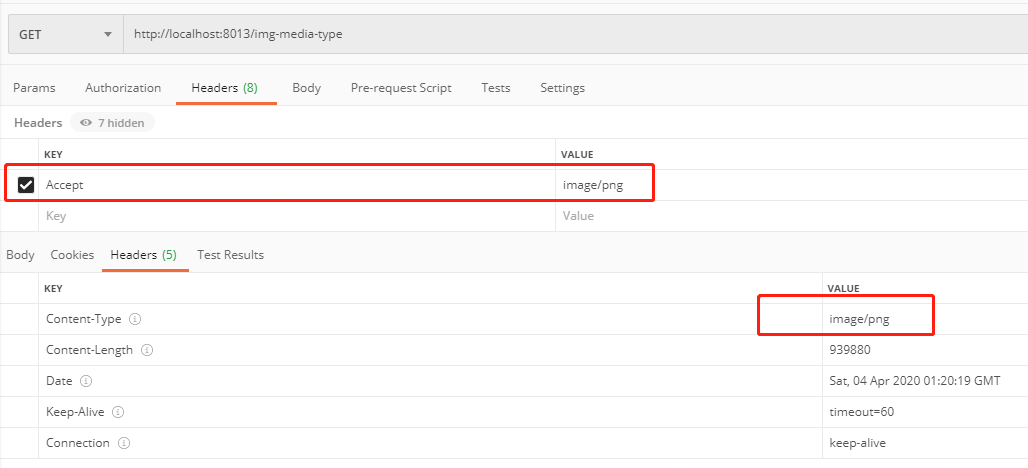 GET http://localhost:8013/img-media-type
Params Authorization Headers (8) Body Pre-request Script Tests Settings
Headers 7 hidden
KEY VALUE
Accept image/png
Key Value
Body Cookies Headers (5) Test Results
KEY VALUE
Content-Type image/png
Content-Length 939880
Date Sat, 04 Apr 2020 01:20:19 GMT
Keep-Alive timeout=60
Connection keep-alive